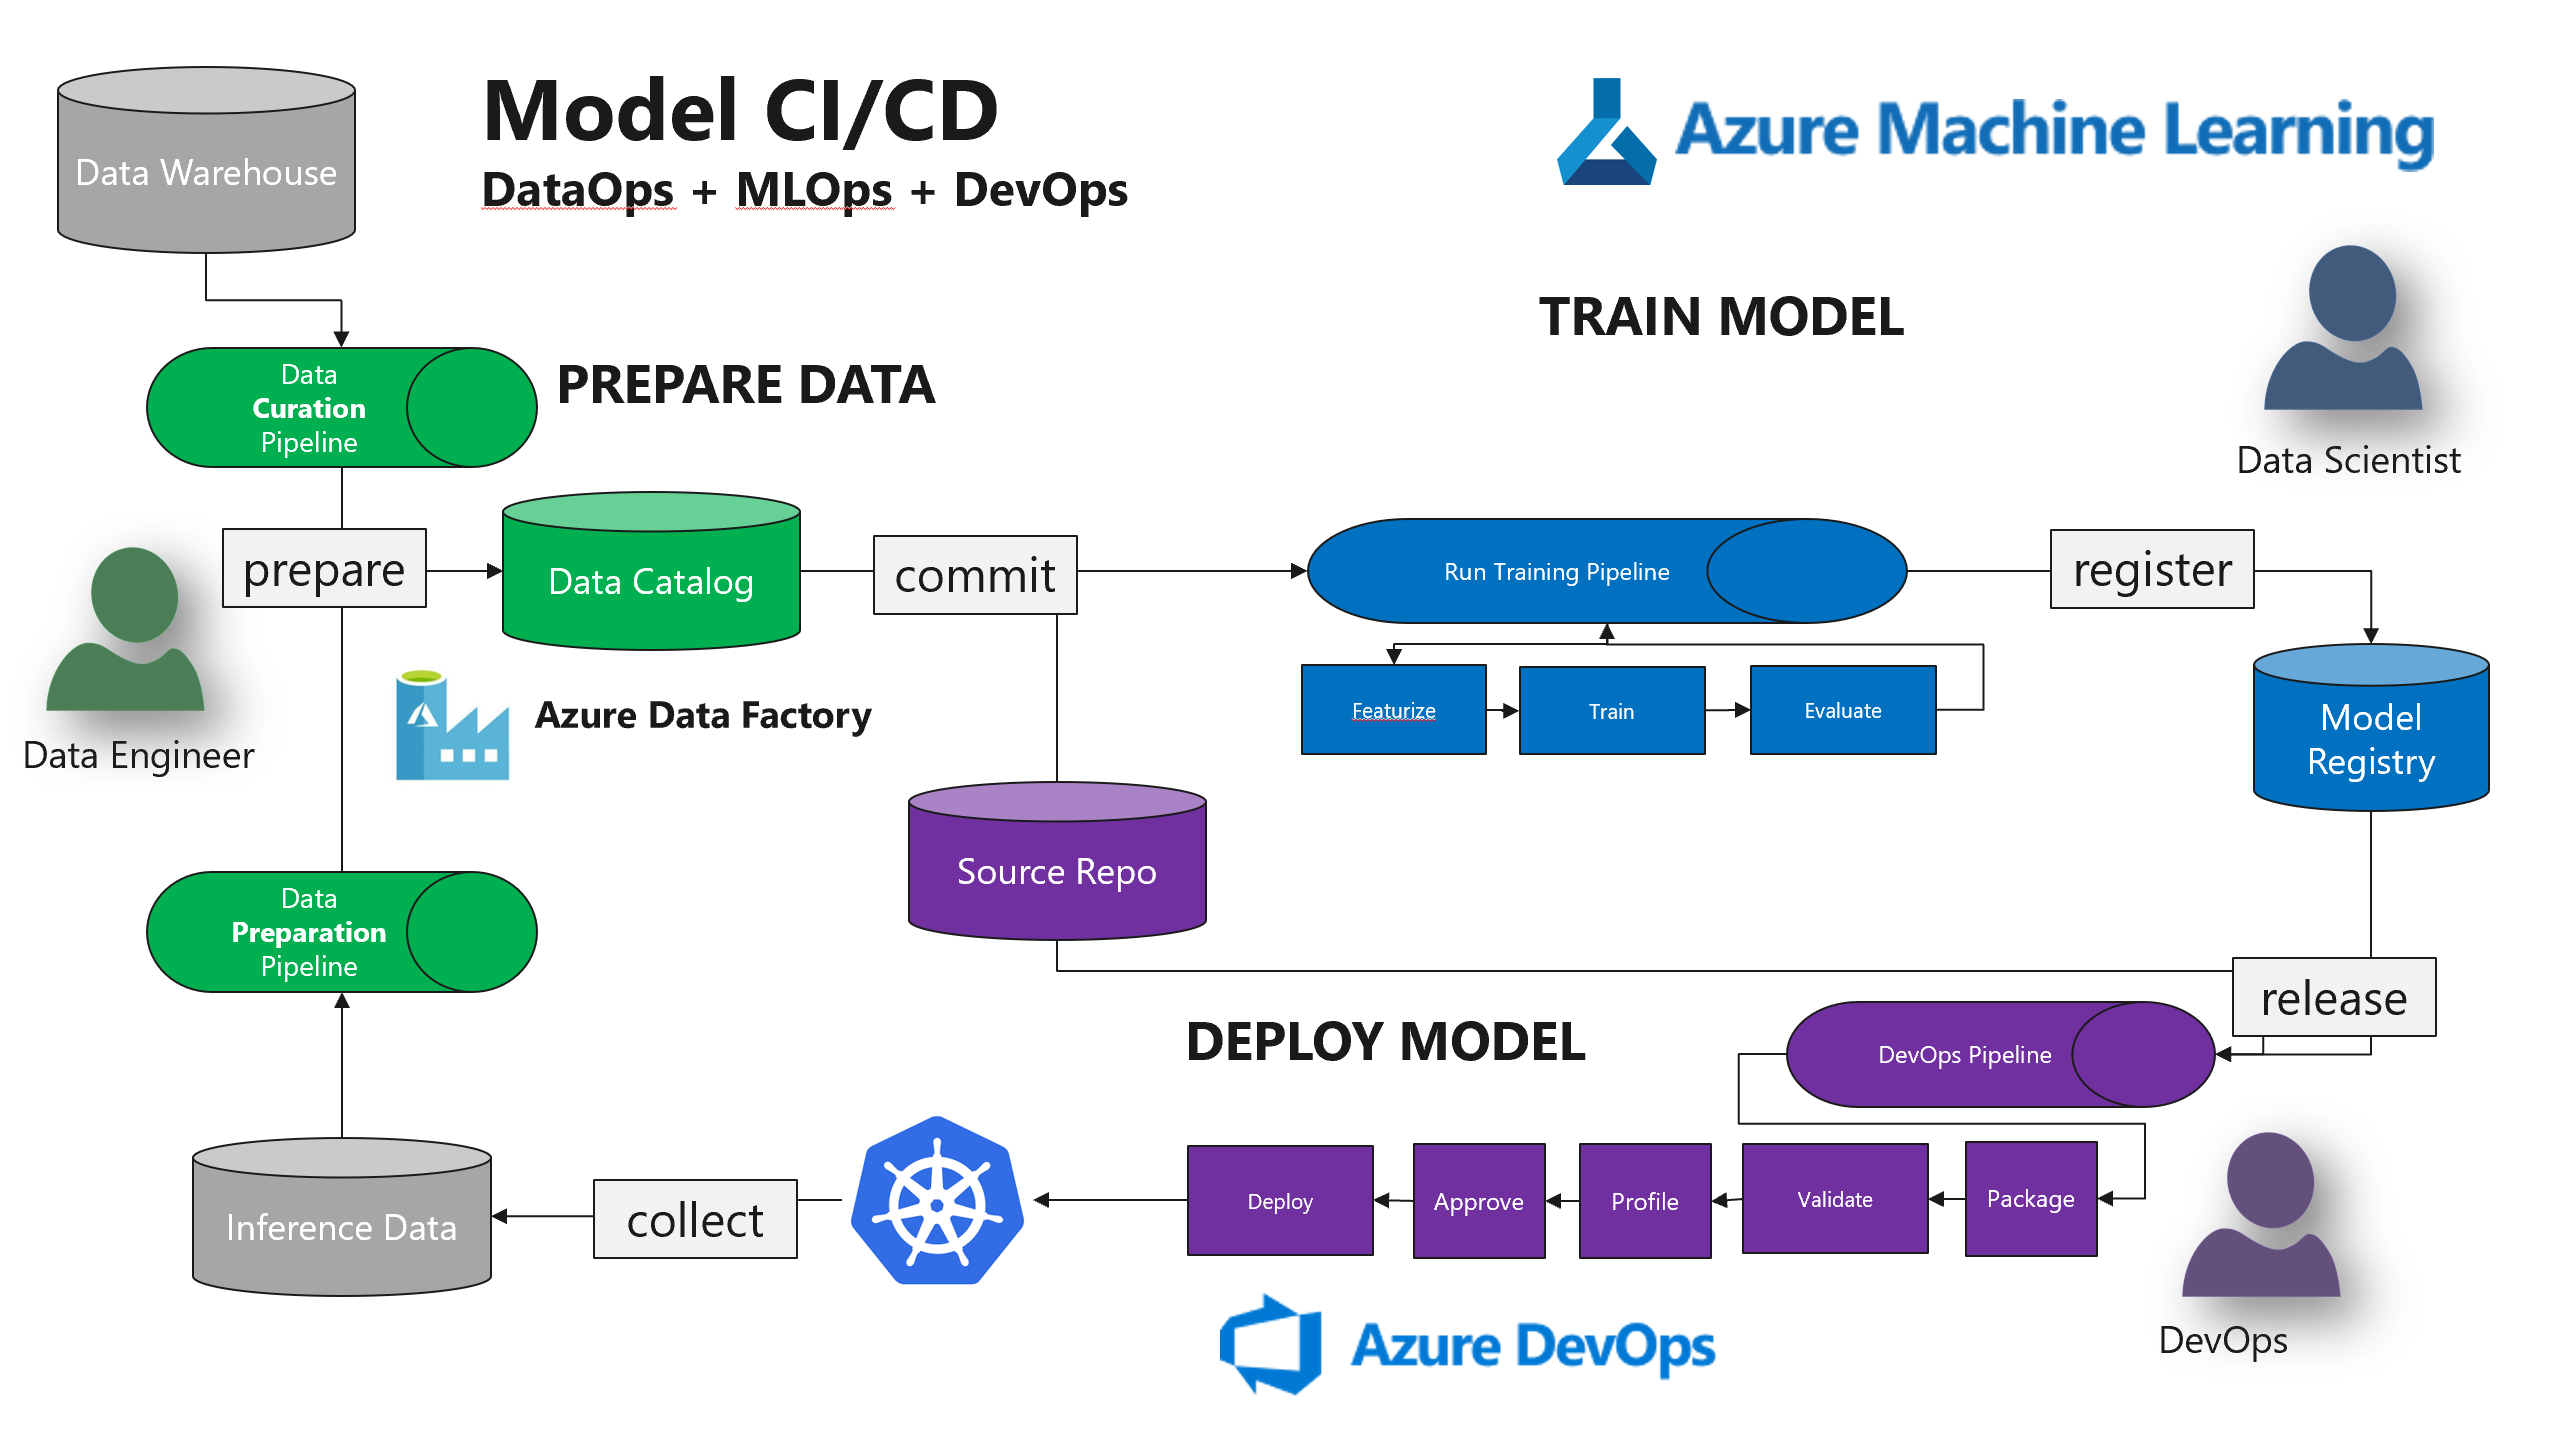 Model CI/CD
DataOps + MLOps + DevOps
Azure Machine Learning
Data Warehouse
TRAIN MODEL
Data Scientist
Data
Curation
Pipeline
PREPARE DATA
prepare
Data Catalog
commit
Run Training Pipeline
register
Data Engineer
Azure Data Factory
Featurize
Train
Evaluate
Model
Registry
Source Repo
Data
Preparation
Pipeline
release
DEPLOY MODEL
DevOps Pipeline
Inference Data
collect
Deploy
Approve
Profile
Validate
Package
Azure DevOps
DevOps